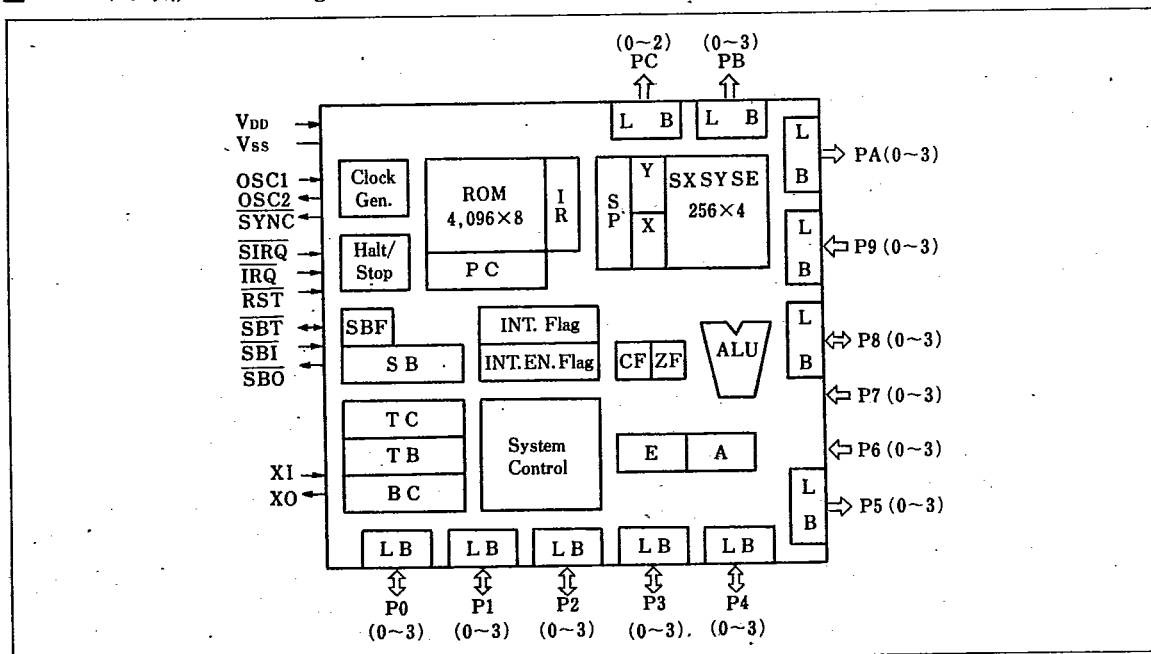 (0~2) (0~3)
PC PB
L B L B
VDD
VSS
OSC1
OSC2
SYNC
SIRQ
IRQ
RST
SBT
SBI
SBO
XI
XO
Clock
Gen.
Halt/
Stop
ROM
4,096×8
IR
PC
SP
Y
X
SXSYSE
256×4
SBF
SB
INT. Flag
INT.EN.Flag
CF ZF
ALU
TC
TB
BC
System
Control
E A
L B
PA(0~3)
L B
P9(0~3)
L B
P8(0~3)
P7(0~3)
P6(0~3)
L B
P5(0~3)
LB LB LB LB LB
P0 P1 P2 P3 P4
(0~3) (0~3) (0~3) (0~3) (0~3)